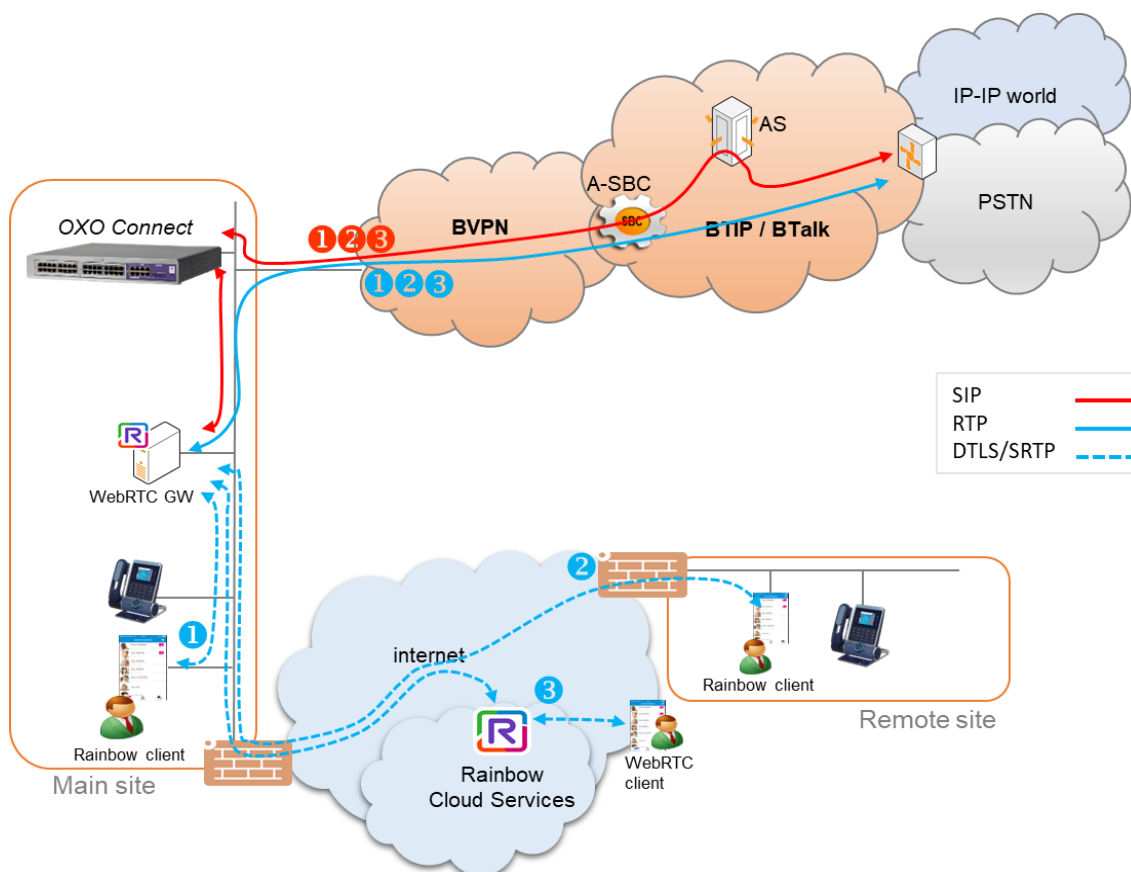 IP-IP world
AS
A-SBC
PSTN
OXO Connect
1 2 3
BVPN
SBC
BTIP / BTalk
1 2 3
SIP
RTP
DTLS/SRTP
R
WebRTC GW
2
1
internet
Rainbow client
3
R
Remote site
Rainbow client
WebRTC
client
Rainbow
Cloud Services
Main site